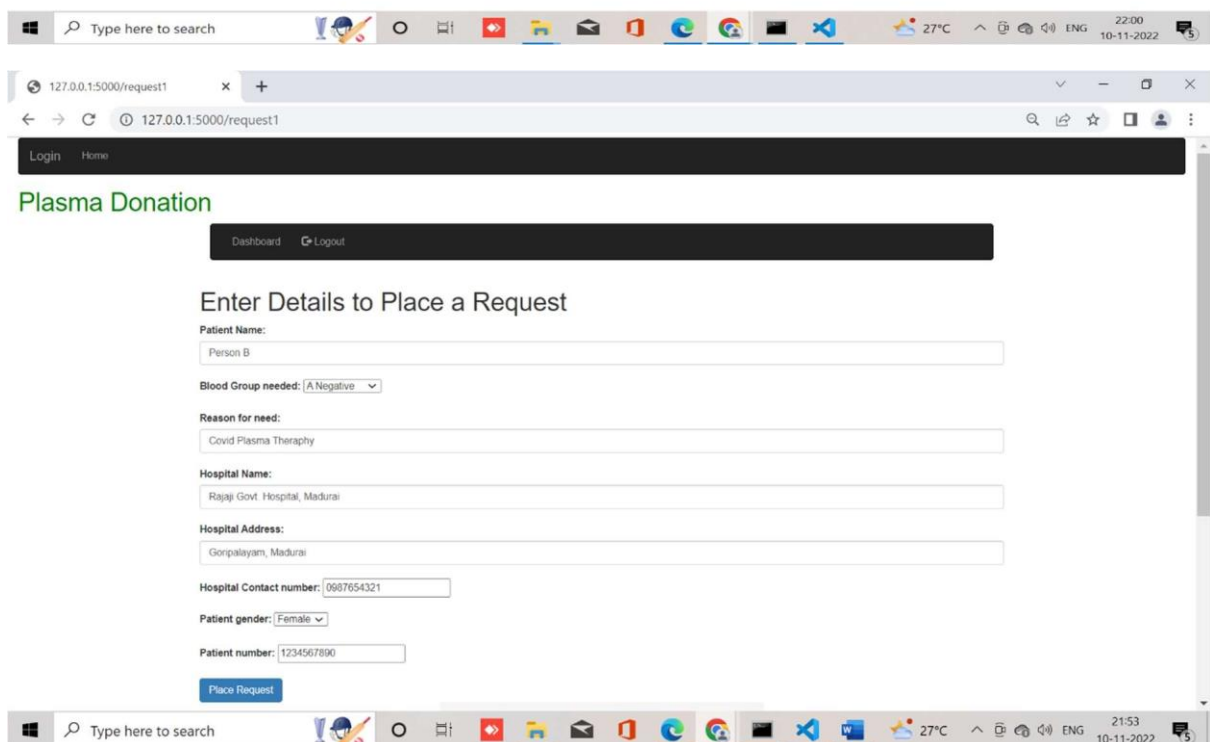 Type here to search
27°C ENG 22:00
10-11-2022
5
127.0.0.1:5000/request1
127.0.0.1:5000/request1
Login Home
Plasma Donation
Dashboard Logout
Enter Details to Place a Request
Patient Name:
Person B
Blood Group needed: A Negative
Reason for need:
Covid Plasma Theraphy
Hospital Name:
Rajaji Govt Hospital, Madurai
Hospital Address:
Goripalayam, Madurai
Hospital Contact number: 0987654321
Patient gender: Female
Patient number: 1234567890
Place Request
Type here to search
27°C ENG 21:53
10-11-2022
5